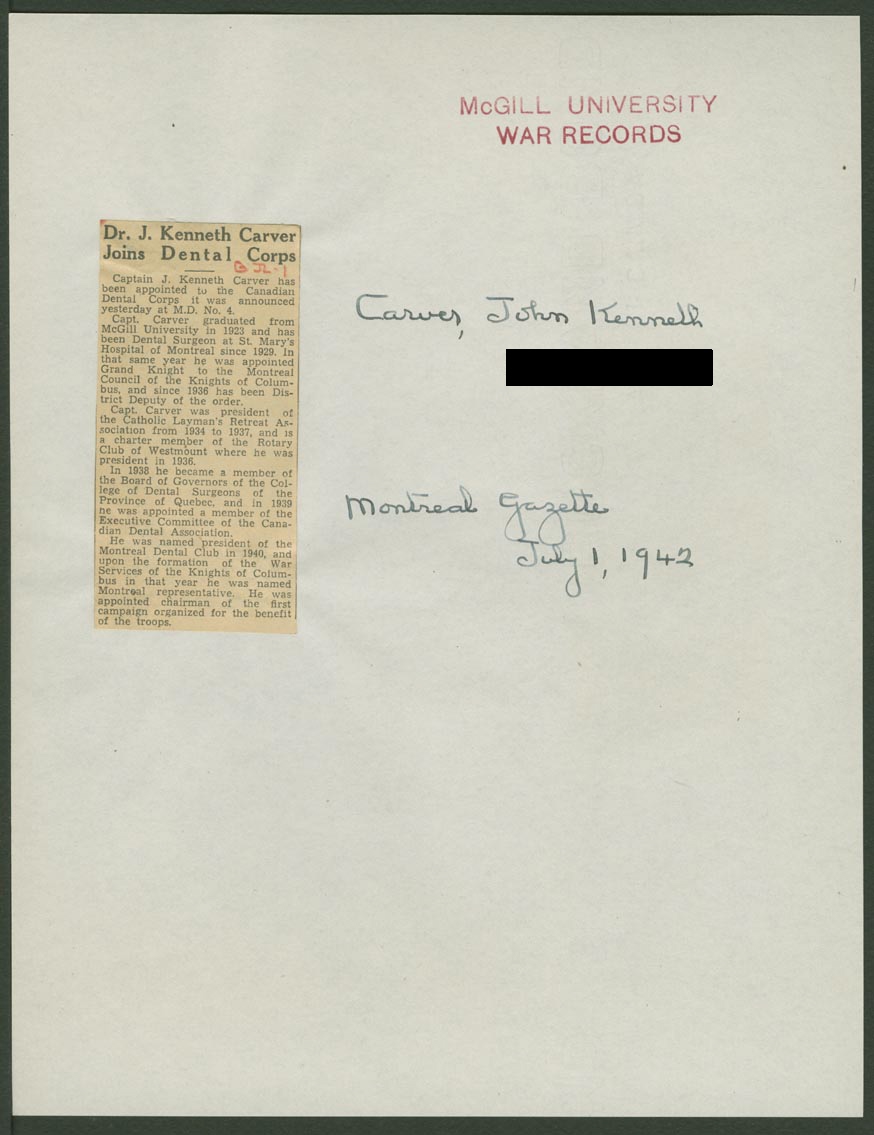 McGILL UNIVERSITY
WAR RECORDS
Dr. J. Kenneth Carver
Joins Dental Corps
G JL-1
Captain J. Kenneth Carver has
been appointed to the Canadian
Dental Corps it was announced
yesterday at M.D. No. 4.
Capt. Carver graduated from
McGill University in 1923 and has
been Dental Surgeon at St. Mary's
Hospital of Montreal since 1929. In
that same year he was appointed
Grand Knight to the Montreal
Council of the Knights of Colum-
bus, and since 1936 has been Dis-
trict Deputy of the order.
Capt. Carver was president of
the Catholic Layman's Retreat As-
sociation from 1934 to 1937, and is
a charter member of the Rotary
Club of Westmount where he was
president in 1936.
In 1938 he became a member of
the Board of Governors of the Col-
lege of Dental Surgeons of the
Province of Quebec, and in 1939
he was appointed a member of the
Executive Committee of the Cana-
dian Dental Association.
He was named president of the
Montreal Dental Club in 1940, and
upon the formation of the War
Services of the Knights of Colum-
bus in that year he was named
Montreal representative. He was
appointed chairman of the first
campaign organized for the benefit
of the troops.
Carver, John Kenneth
Montreal Gazette
July 1, 1942